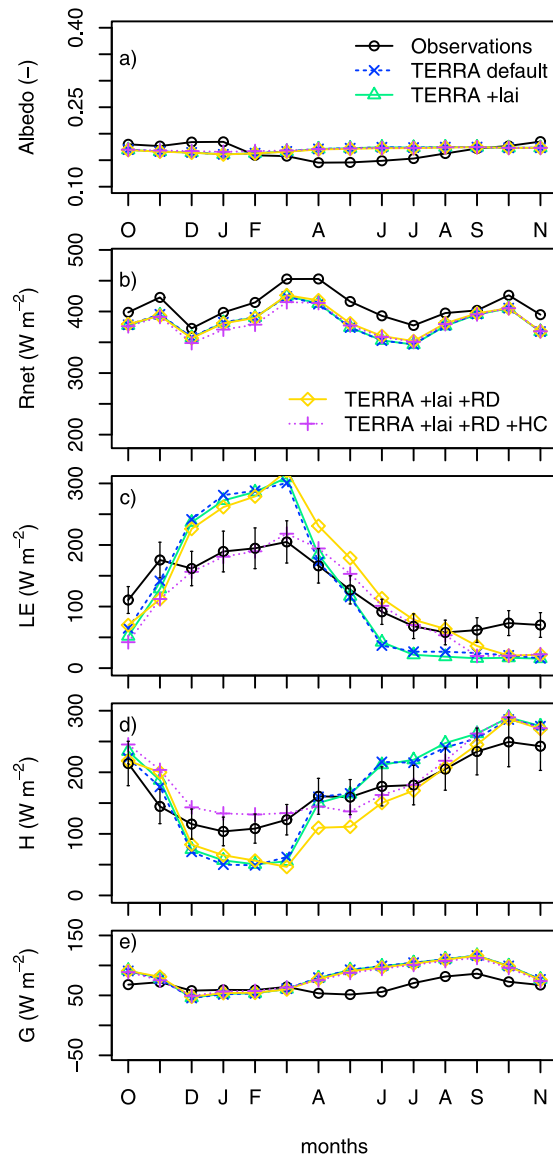 a)
Albedo (−)
0.10 0.25 0.40
Observations
TERRA default
TERRA +lai
O D J F A J J A S N
b)
Rnet (W m⁻²)
200 300 400 500
TERRA +lai +RD
TERRA +lai +RD +HC
c)
LE (W m⁻²)
0 100 200 300
d)
H (W m⁻²)
0 100 200 300
e)
G (W m⁻²)
−50 50 150
O D J F A J J A S N
months